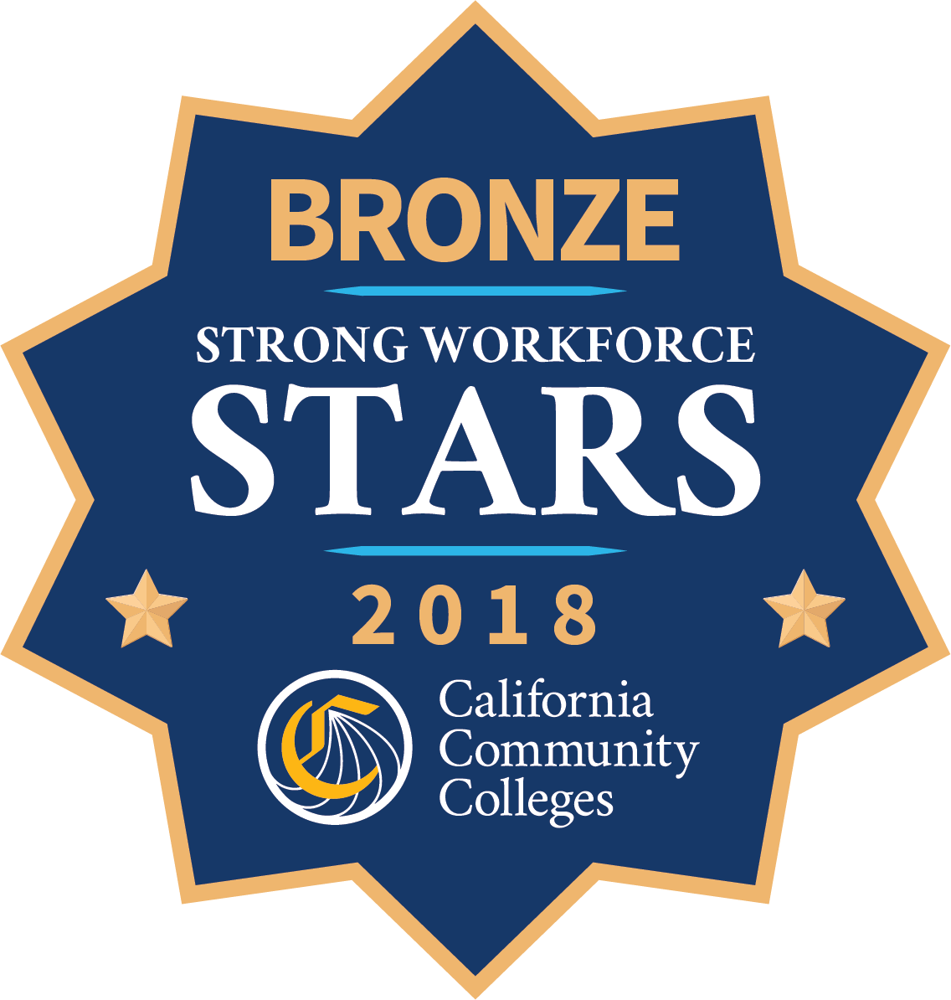 BRONZE
STRONG WORKFORCE
STARS
2018
California
Community
Colleges